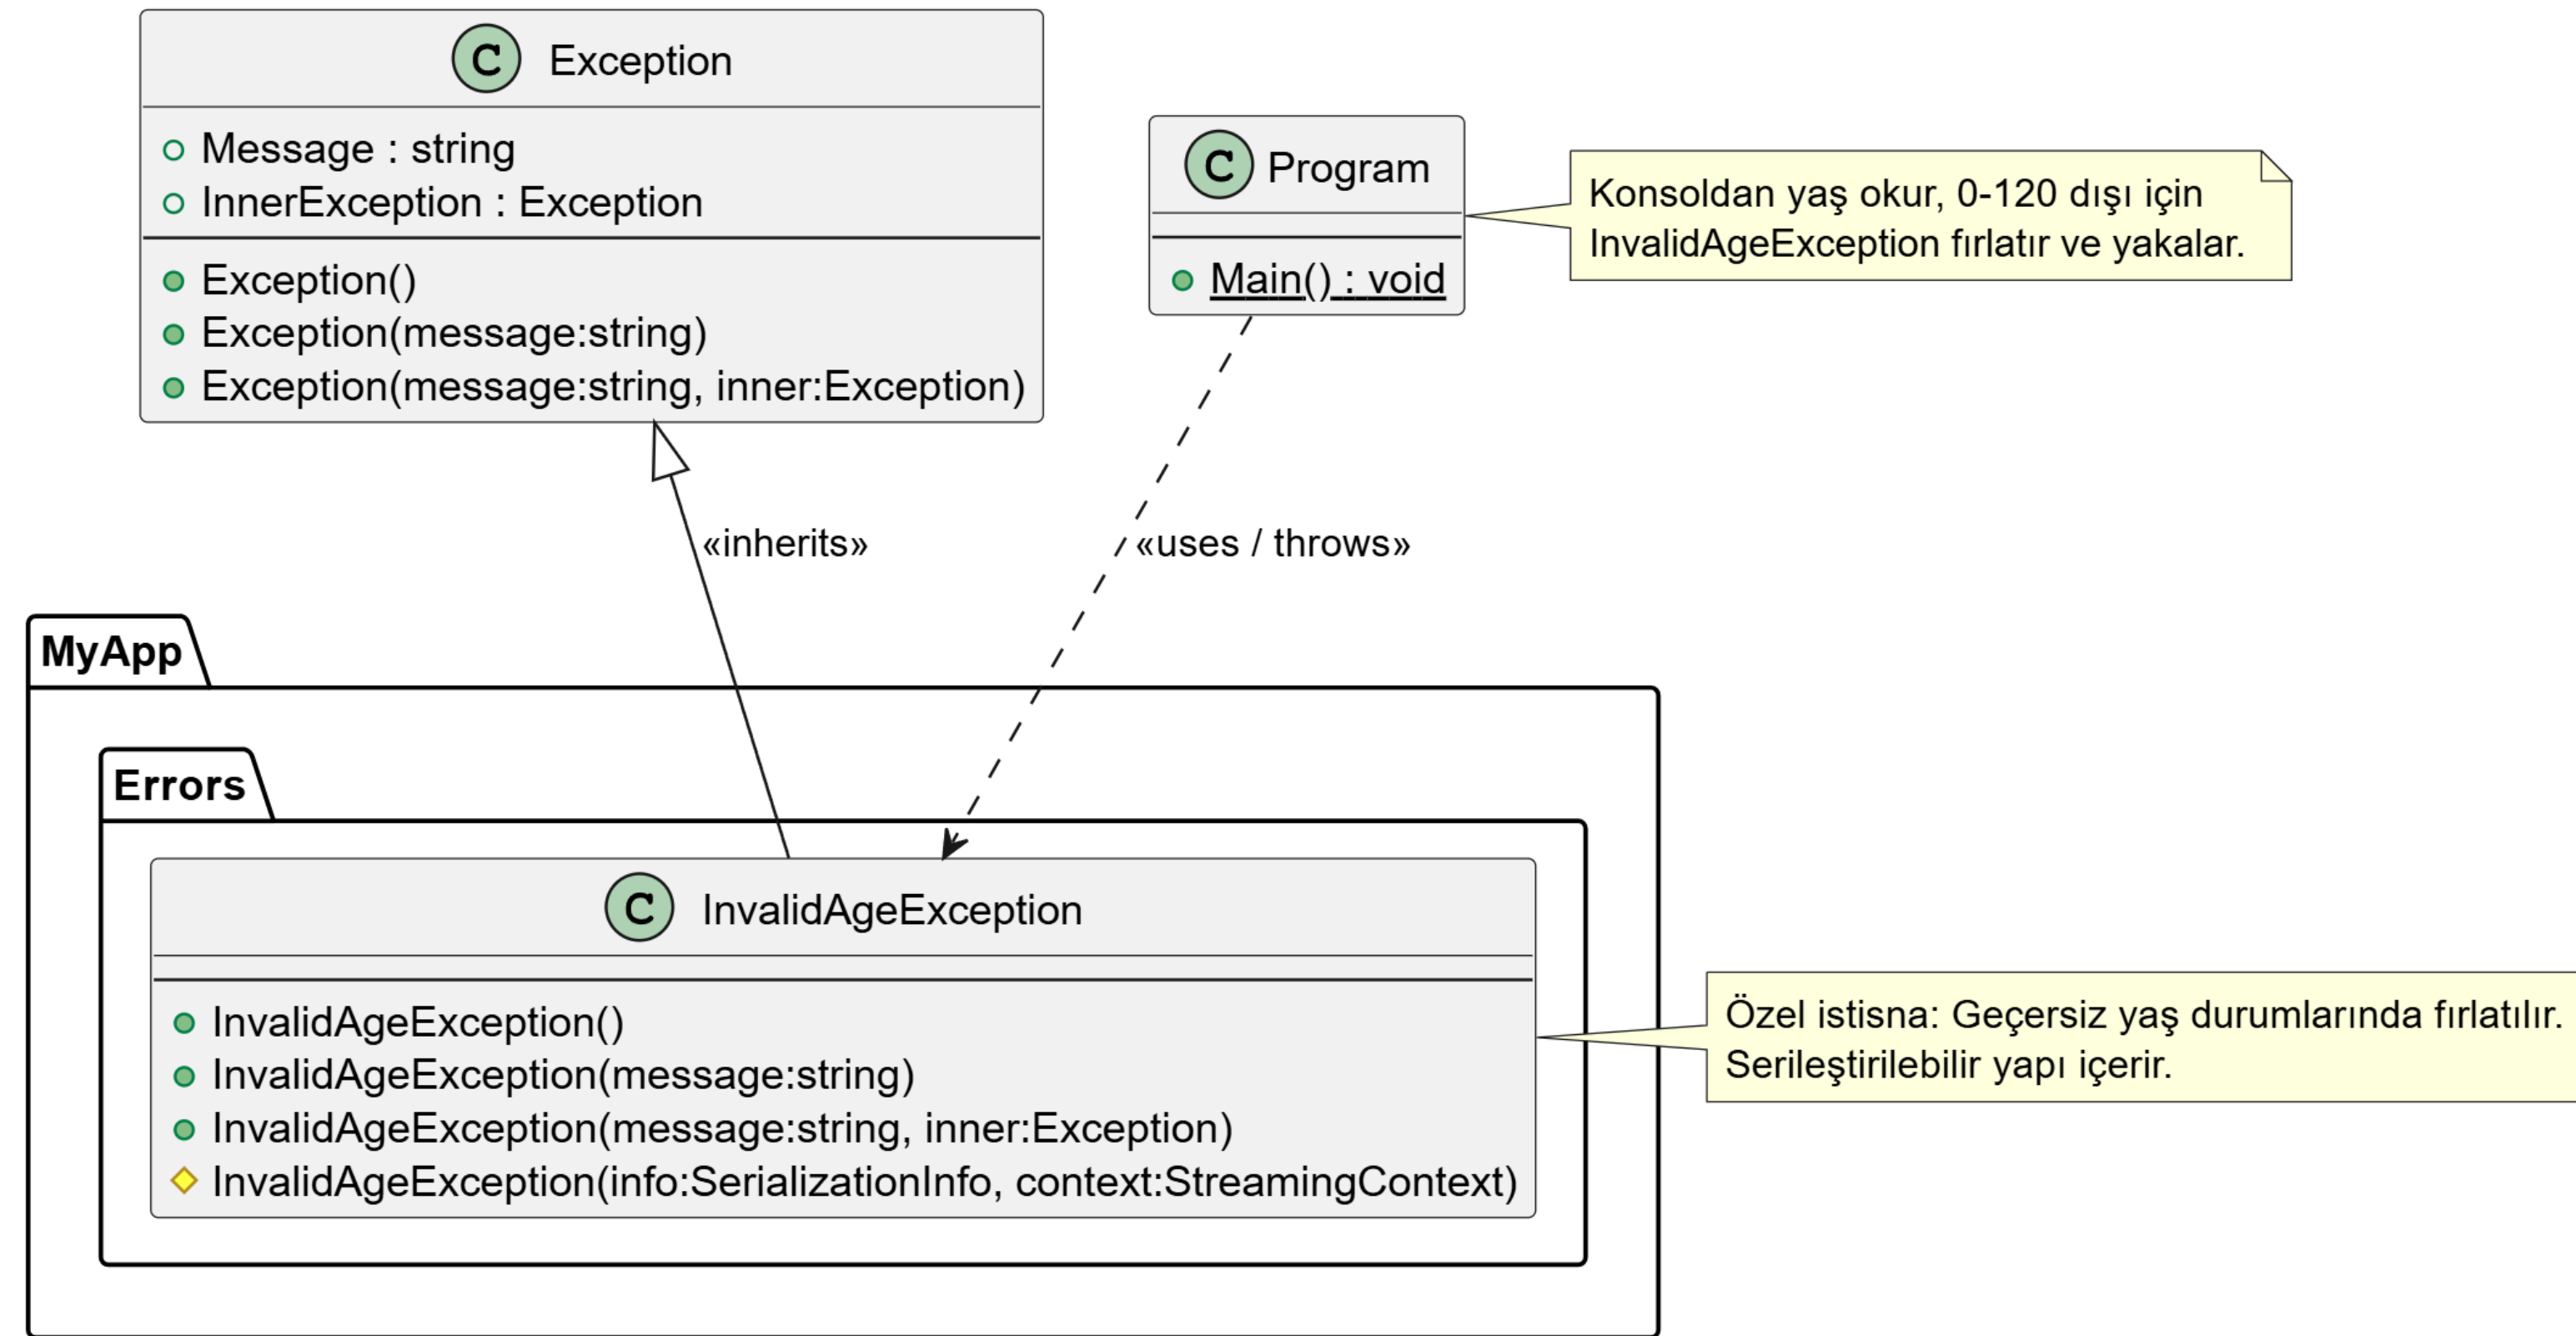 C Exception
Message : string
InnerException : Exception
Exception()
Exception(message:string)
Exception(message:string, inner:Exception)
C Program
Main() : void
Konsoldan yaş okur, 0-120 dışı için
InvalidAgeException fırlatır ve yakalar.
«inherits»
«uses / throws»
MyApp
Errors
C InvalidAgeException
InvalidAgeException()
InvalidAgeException(message:string)
InvalidAgeException(message:string, inner:Exception)
InvalidAgeException(info:SerializationInfo, context:StreamingContext)
Özel istisna: Geçersiz yaş durumlarında fırlatılır.
Serileştirilebilir yapı içerir.